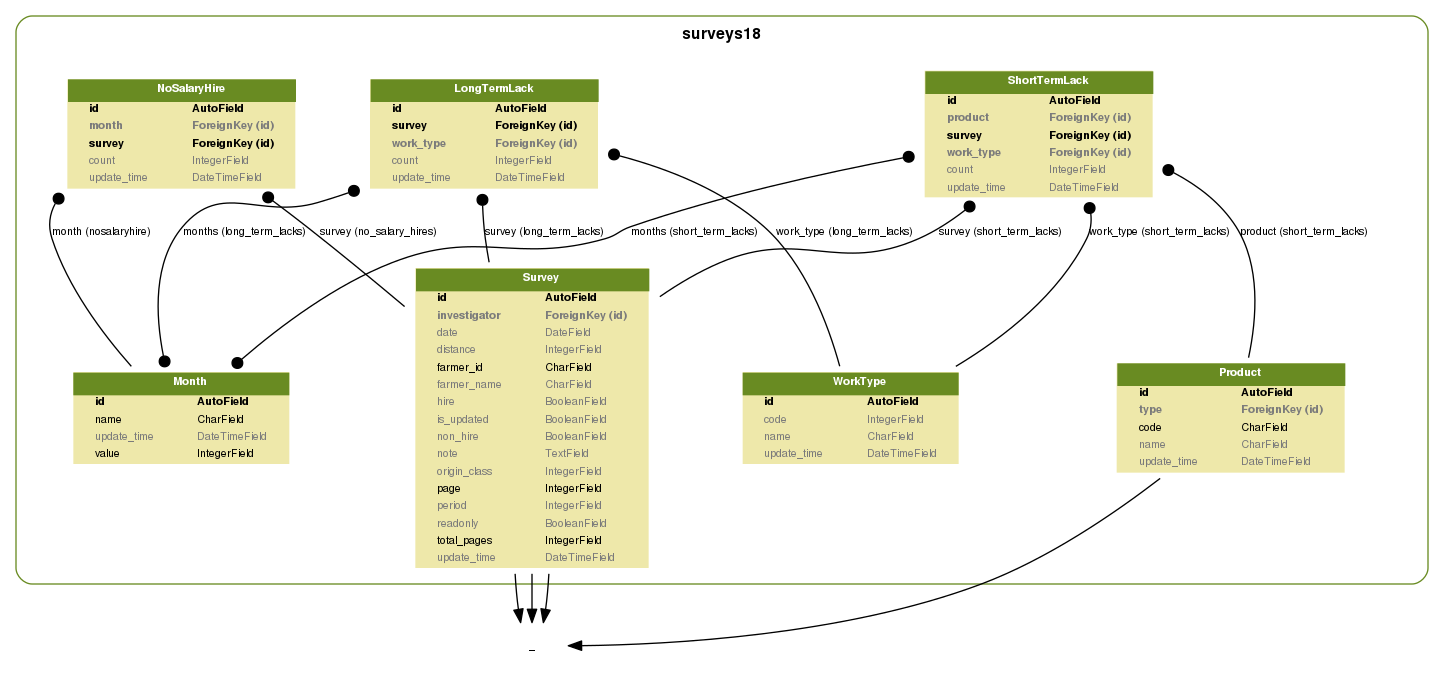 surveys18
NoSalaryHire
id AutoField
month ForeignKey (id)
survey ForeignKey (id)
count IntegerField
update_time DateTimeField
LongTermLack
id AutoField
survey ForeignKey (id)
work_type ForeignKey (id)
count IntegerField
update_time DateTimeField
ShortTermLack
id AutoField
product ForeignKey (id)
survey ForeignKey (id)
work_type ForeignKey (id)
count IntegerField
update_time DateTimeField
month (nosalaryhire)
months (long_term_lacks)
survey (no_salary_hires)
survey (long_term_lacks)
months (short_term_lacks)
work_type (long_term_lacks)
survey (short_term_lacks)
work_type (short_term_lacks)
product (short_term_lacks)
Survey
id AutoField
investigator ForeignKey (id)
date DateField
distance IntegerField
farmer_id CharField
farmer_name CharField
hire BooleanField
is_updated BooleanField
non_hire BooleanField
note TextField
origin_class IntegerField
page IntegerField
period IntegerField
readonly BooleanField
total_pages IntegerField
update_time DateTimeField
Month
id AutoField
name CharField
update_time DateTimeField
value IntegerField
WorkType
id AutoField
code IntegerField
name CharField
update_time DateTimeField
Product
id AutoField
type ForeignKey (id)
code CharField
name CharField
update_time DateTimeField
_